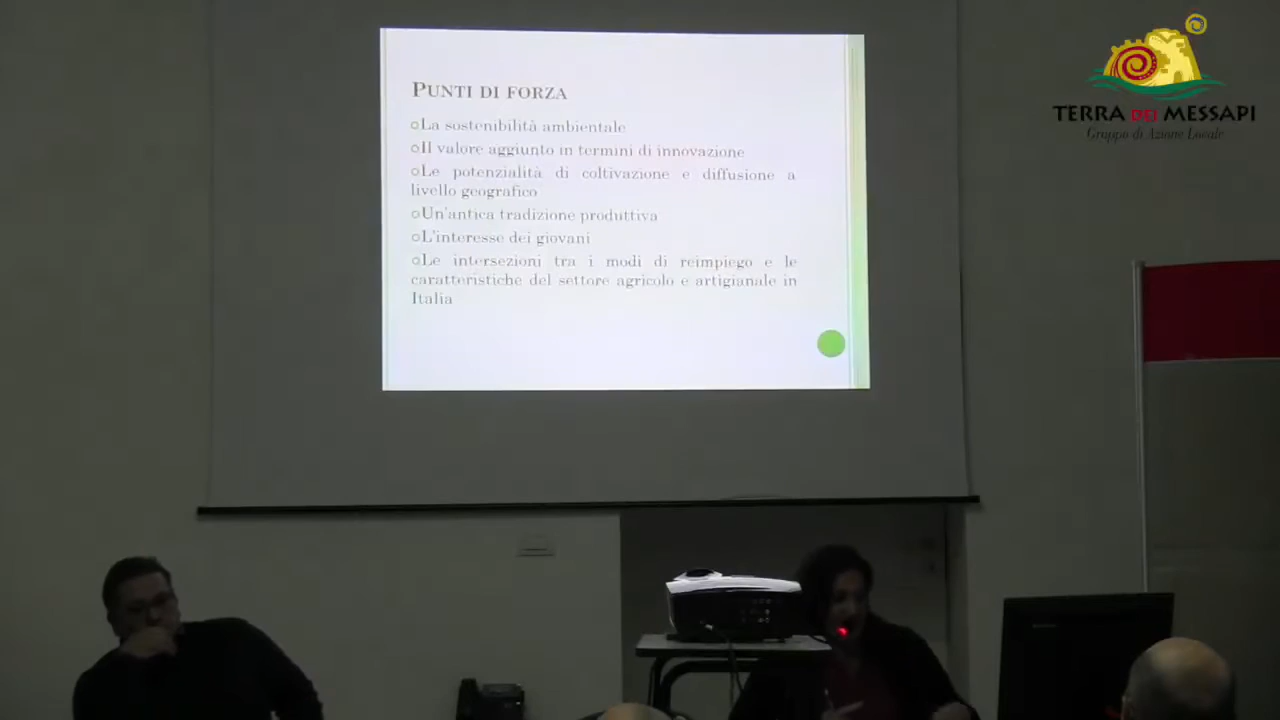 TERRA DEI MESSAPI
Gruppo di Azione Locale
PUNTI DI FORZA
La sostenibilità ambientale
Il valore aggiunto in termini di innovazione
Le potenzialità di coltivazione e diffusione a
livello geografico
Un'antica tradizione produttiva
L'interesse dei giovani
Le intersezioni tra i modi di reimpiego e le
caratteristiche del settore agricolo e artigianale in
Italia